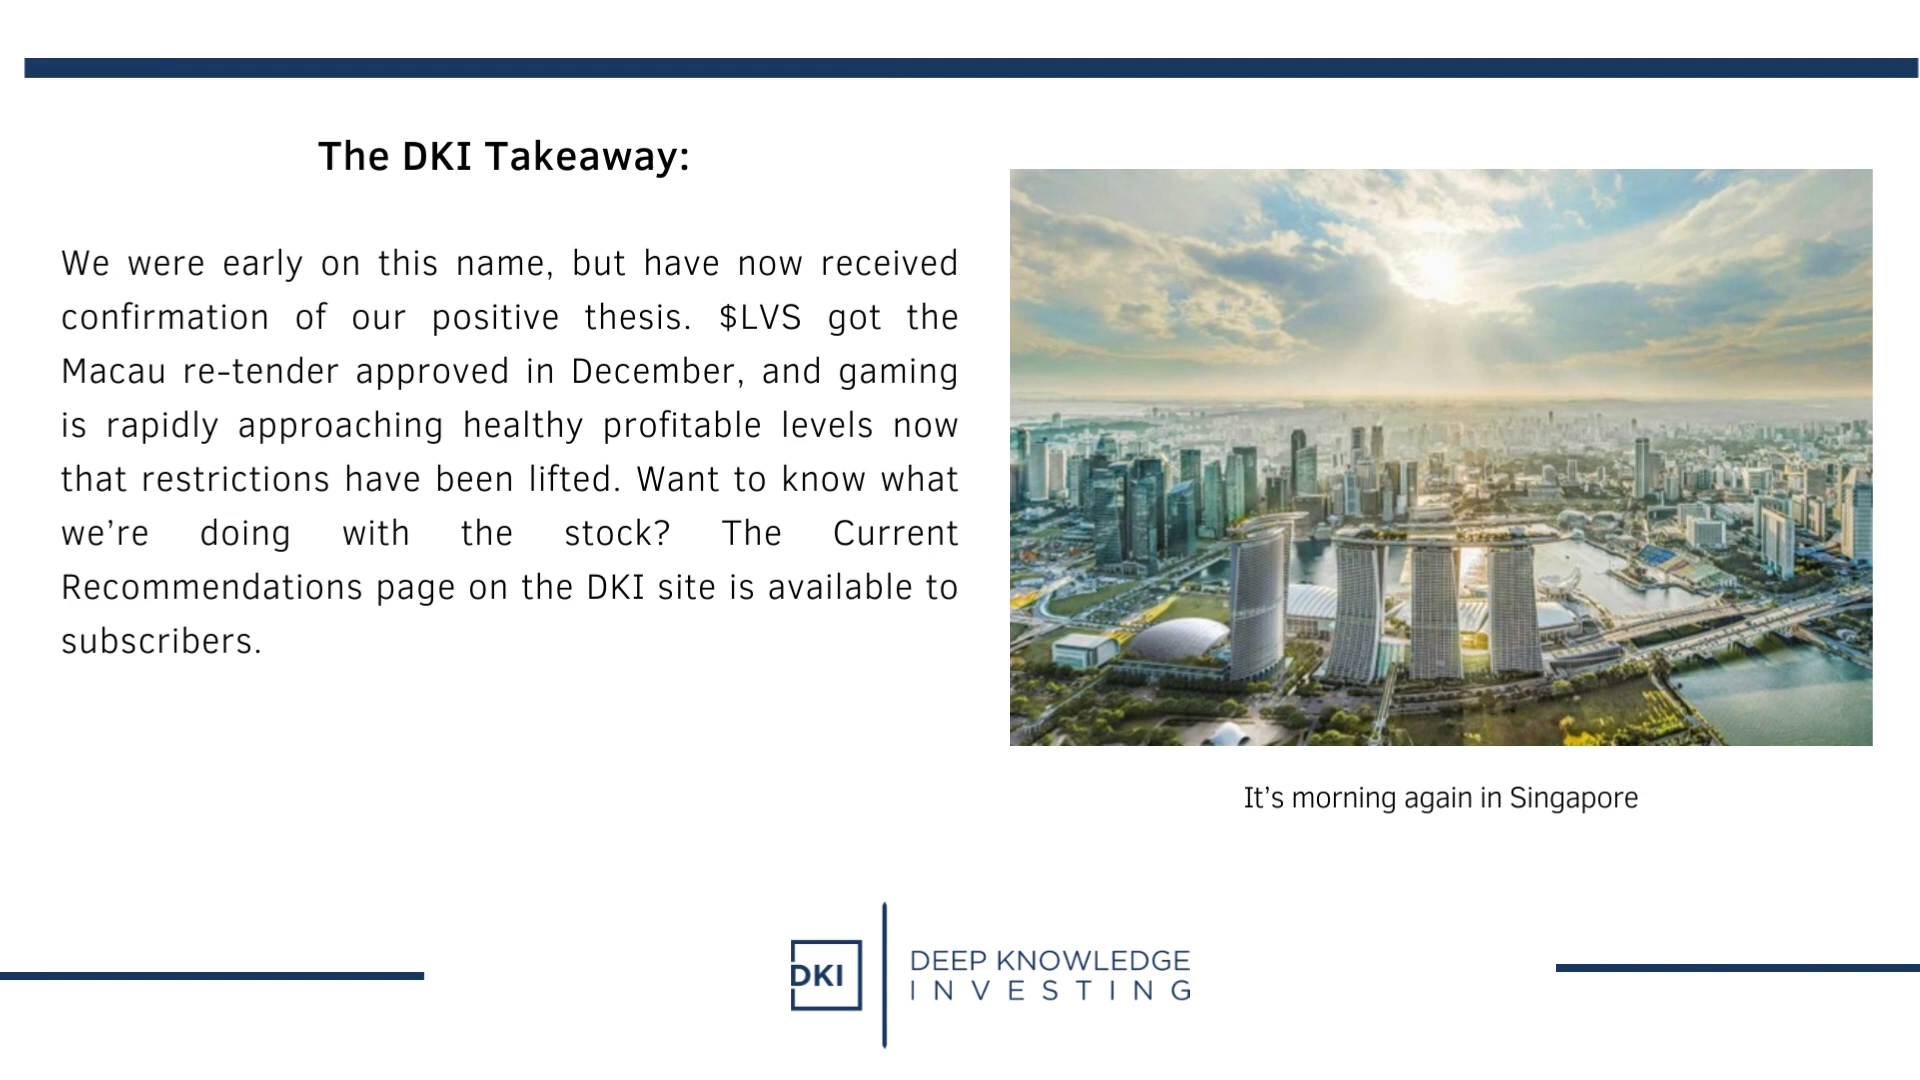 The DKI Takeaway:
We were early on this name, but have now received
confirmation of our positive thesis. $LVS got the
Macau re-tender approved in December, and gaming
is rapidly approaching healthy profitable levels now
that restrictions have been lifted. Want to know what
we’re doing with the stock? The Current
Recommendations page on the DKI site is available to
subscribers.
It’s morning again in Singapore
DKI
DEEP KNOWLEDGE
INVESTING